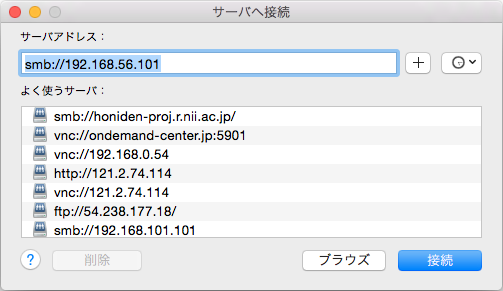 サーバへ接続
サーバアドレス：
smb://192.168.56.101
よく使うサーバ：
smb://honiden-proj.r.nii.ac.jp/
vnc://ondemand-center.jp:5901
vnc://192.168.0.54
http://121.2.74.114
vnc://121.2.74.114
ftp://54.238.177.18/
smb://192.168.101.101
? 削除 ブラウズ 接続